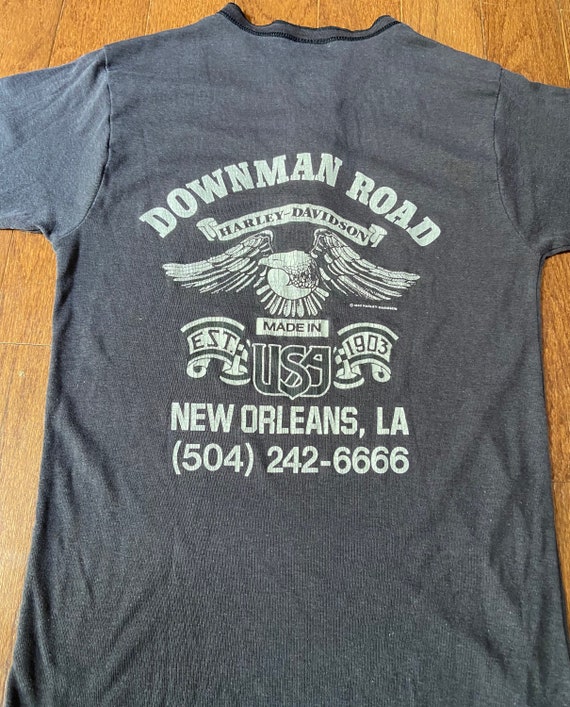 DOWNMAN ROAD
HARLEY-DAVIDSON
MADE IN
EST. USA 1903
NEW ORLEANS, LA
(504) 242-6666